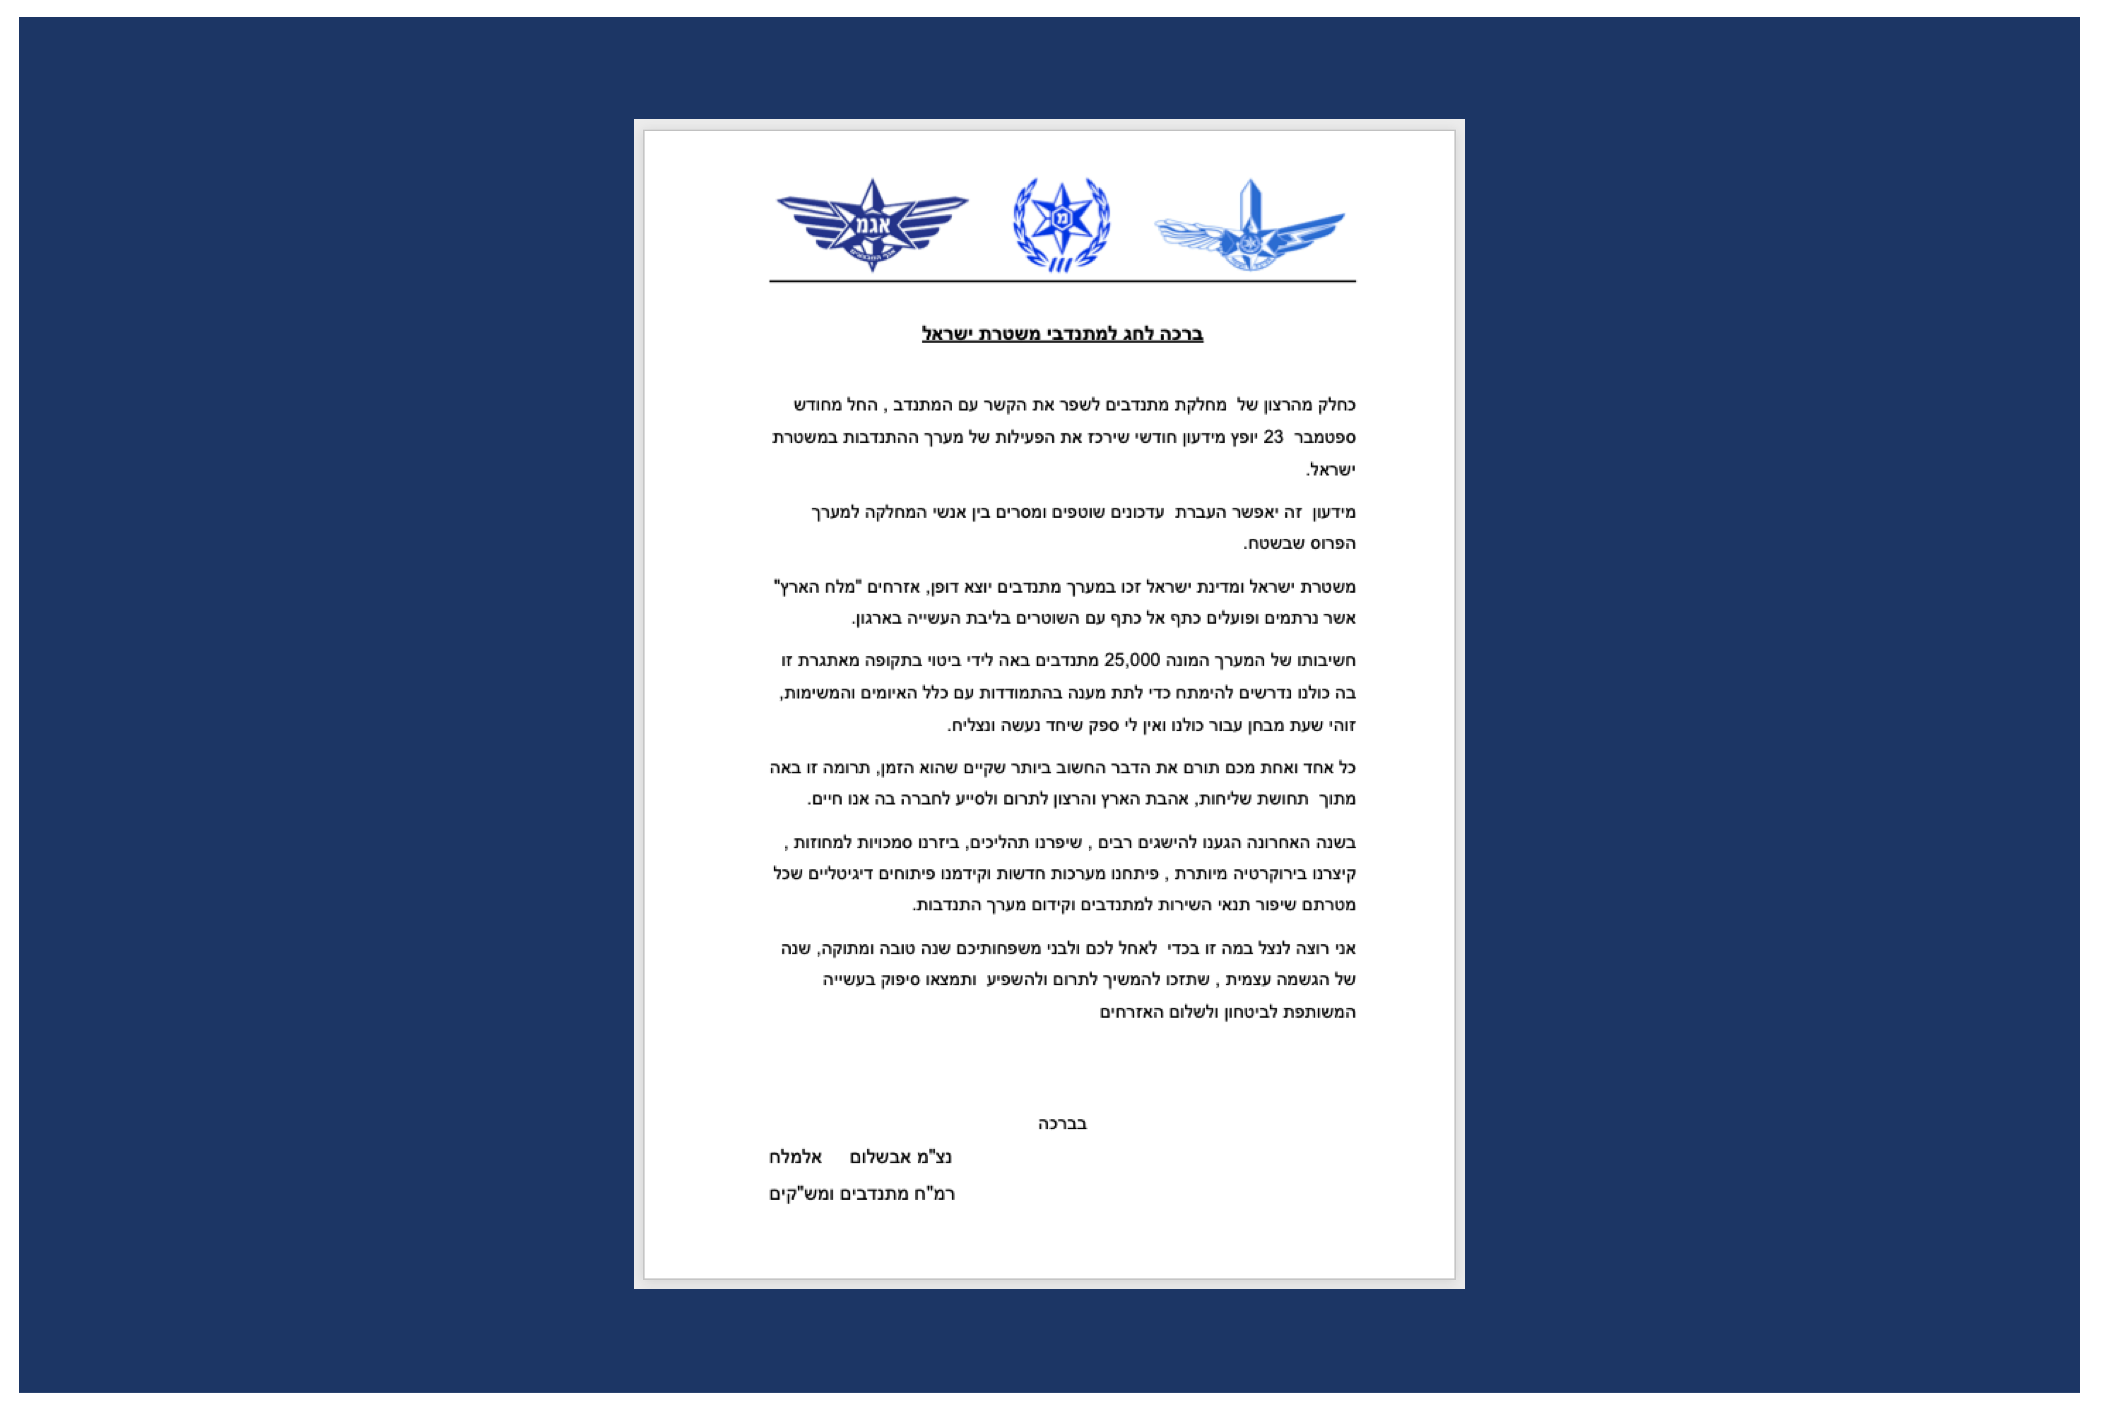 אגמ
אגף המבצעים
מ
ברכה לחג למתנדבי משטרת ישראל
כחלק מהרצון של מחלקת מתנדבים לשפר את הקשר עם המתנדב , החל מחודש
ספטמבר 23 יופץ מידעון חודשי שירכז את הפעילות של מערך ההתנדבות במשטרת
ישראל.
מידעון זה יאפשר העברת עדכונים שוטפים ומסרים בין אנשי המחלקה למערך
הפרוס שבשטח.
משטרת ישראל ומדינת ישראל זכו במערך מתנדבים יוצא דופן, אזרחים "מלח הארץ"
אשר נרתמים ופועלים כתף אל כתף עם השוטרים בליבת העשייה בארגון.
חשיבותו של המערך המונה 25,000 מתנדבים באה לידי ביטוי בתקופה מאתגרת זו
בה כולנו נדרשים להימתח כדי לתת מענה בהתמודדות עם כלל האיומים והמשימות,
זוהי שעת מבחן עבור כולנו ואין לי ספק שיחד נעשה ונצליח.
כל אחד ואחת מכם תורם את הדבר החשוב ביותר שקיים שהוא הזמן, תרומה זו באה
מתוך תחושת שליחות, אהבת הארץ והרצון לתרום ולסייע לחברה בה אנו חיים.
בשנה האחרונה הגענו להישגים רבים , שיפרנו תהליכים, ביזרנו סמכויות למחוזות ,
קיצרנו בירוקרטיה מיותרת , פיתחנו מערכות חדשות וקידמנו פיתוחים דיגיטליים שכל
מטרתם שיפור תנאי השירות למתנדבים וקידום מערך התנדבות.
אני רוצה לנצל במה זו בכדי לאחל לכם ולבני משפחותיכם שנה טובה ומתוקה, שנה
של הגשמה עצמית , שתזכו להמשיך לתרום ולהשפיע ותמצאו סיפוק בעשייה
המשותפת לביטחון ולשלום האזרחים
בברכה
נצ"מ אבשלום אלמלח
רמ"ח מתנדבים ומש"קים